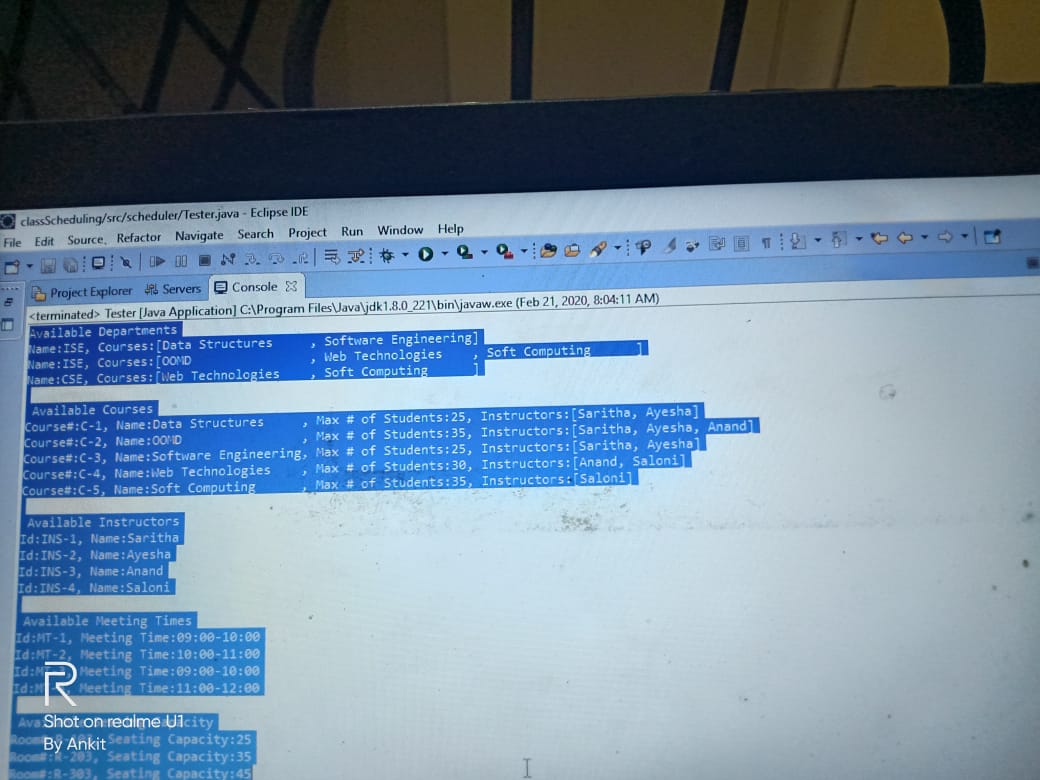 classScheduling/src/scheduler/Tester.java - Eclipse IDE
File Edit Source Refactor Navigate Search Project Run Window Help
Project Explorer Servers Console
<terminated> Tester [Java Application] C:\Program Files\Java\jdk1.8.0_221\bin\javaw.exe (Feb 21, 2020, 8:04:11 AM)
Available Departments
Name:ISE, Courses:[Data Structures , Software Engineering]
Name:ISE, Courses:[OOMD , Web Technologies , Soft Computing ]
Name:CSE, Courses:[Web Technologies , Soft Computing ]
Available Courses
Course#:C-1, Name:Data Structures , Max # of Students:25, Instructors:[Saritha, Ayesha]
Course#:C-2, Name:OOMD , Max # of Students:35, Instructors:[Saritha, Ayesha, Anand]
Course#:C-3, Name:Software Engineering, Max # of Students:25, Instructors:[Saritha, Ayesha]
Course#:C-4, Name:Web Technologies , Max # of Students:30, Instructors:[Anand, Saloni]
Course#:C-5, Name:Soft Computing , Max # of Students:35, Instructors:[Saloni]
Available Instructors
Id:INS-1, Name:Saritha
Id:INS-2, Name:Ayesha
Id:INS-3, Name:Anand
Id:INS-4, Name:Saloni
Available Meeting Times
Id:MT-1, Meeting Time:09:00-10:00
Id:MT-2, Meeting Time:10:00-11:00
Meeting Time:09:00-10:00
Meeting Time:11:00-12:00
R
Shot on realme U1
By Ankit
Seating Capacity:25
Room#:R-203, Seating Capacity:35
Room#:R-303, Seating Capacity:45